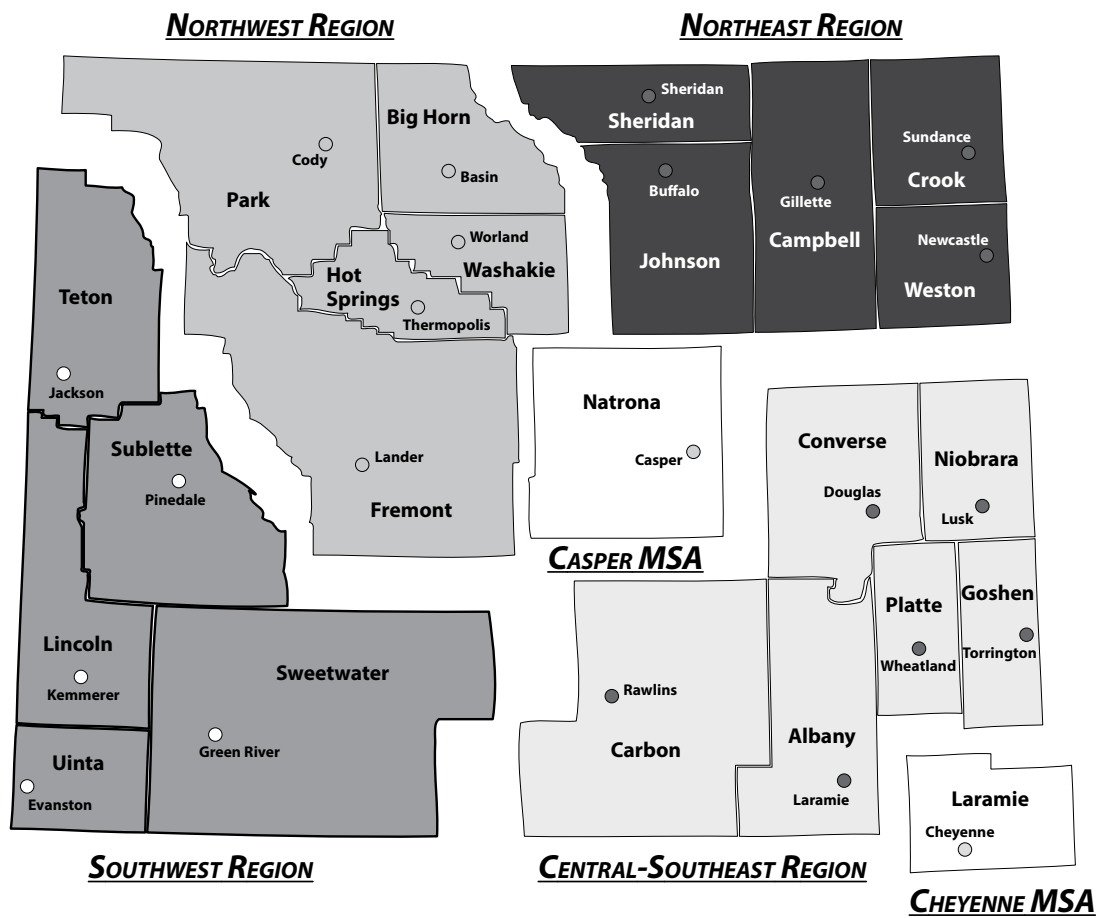 Northwest Region
Northeast Region
Sheridan
Sheridan
Big Horn
Sundance
Cody
Basin
Crook
Buffalo
Gillette
Park
Worland
Newcastle
Campbell
Johnson
Washakie
Hot
Springs
Weston
Teton
Thermopolis
Jackson
Natrona
Converse
Sublette
Lander
Casper
Niobrara
Pinedale
Douglas
Fremont
Lusk
Casper MSA
Goshen
Platte
Lincoln
Torrington
Sweetwater
Wheatland
Kemmerer
Rawlins
Albany
Green River
Carbon
Uinta
Laramie
Laramie
Evanston
Cheyenne
Southwest Region
Central-Southeast Region
Cheyenne MSA